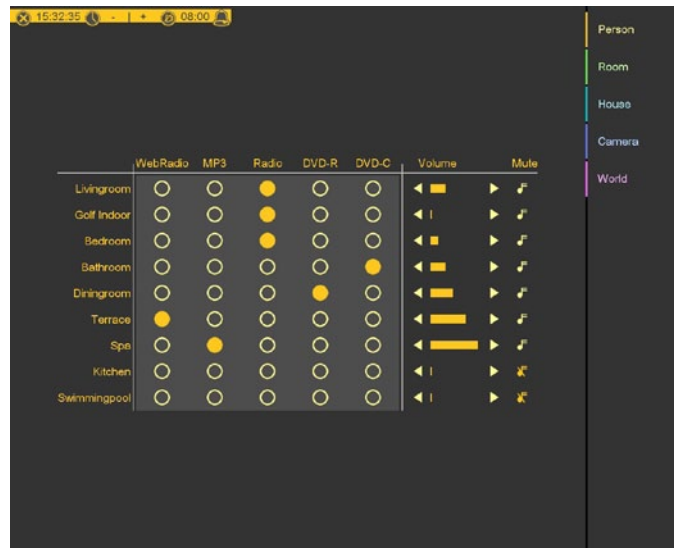 15:32:35 - | + 08:00
Person
Room
House
Camera
World
WebRadio MP3 Radio DVD-R DVD-C Volume Mute
Livingroom
Golf Indoor
Bedroom
Bathroom
Diningroom
Terrace
Spa
Kitchen
Swimmingpool